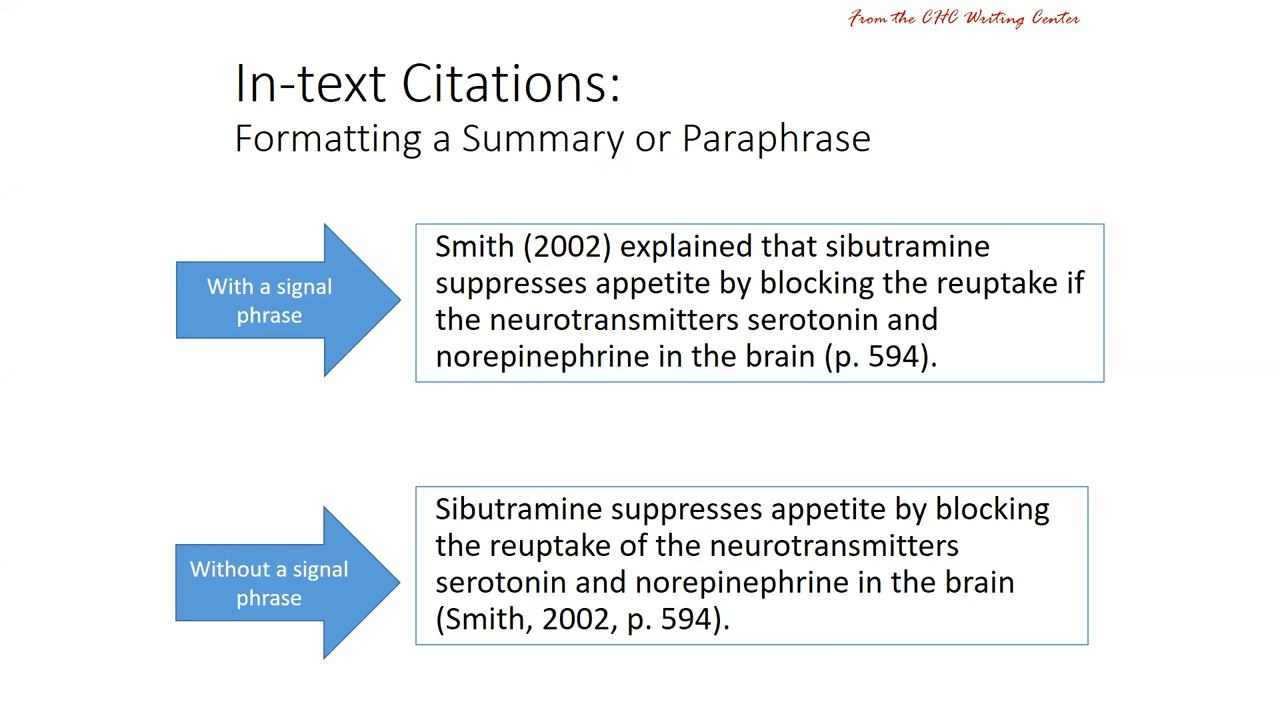 From the CHC Writing Center
In-text Citations:
Formatting a Summary or Paraphrase
With a signal
phrase
Smith (2002) explained that sibutramine
suppresses appetite by blocking the reuptake if
the neurotransmitters serotonin and
norepinephrine in the brain (p. 594).
Without a signal
phrase
Sibutramine suppresses appetite by blocking
the reuptake of the neurotransmitters
serotonin and norepinephrine in the brain
(Smith, 2002, p. 594).